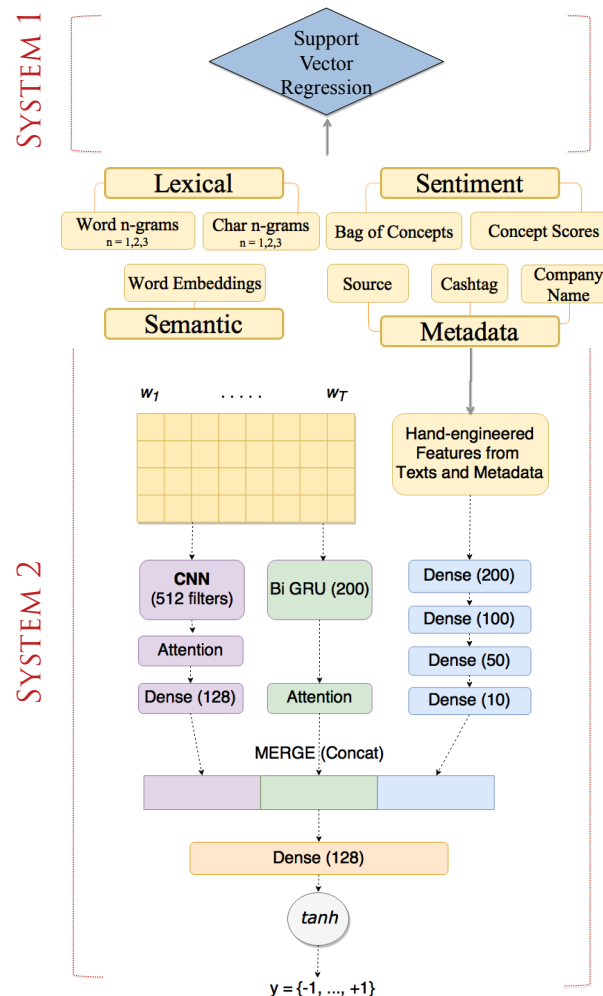 SYSTEM 1
Support
Vector
Regression
Lexical
Sentiment
Word n-grams
n = 1,2,3
Char n-grams
n = 1,2,3
Bag of Concepts
Concept Scores
Word Embeddings
Source
Cashtag
Company
Name
Semantic
Metadata
SYSTEM 2
w1 . . . . . wT
Hand-engineered
Features from
Texts and Metadata
CNN
(512 filters)
Bi GRU (200)
Dense (200)
Dense (100)
Attention
Dense (50)
Dense (128)
Attention
Dense (10)
MERGE (Concat)
Dense (128)
tanh
y = {-1, ..., +1}